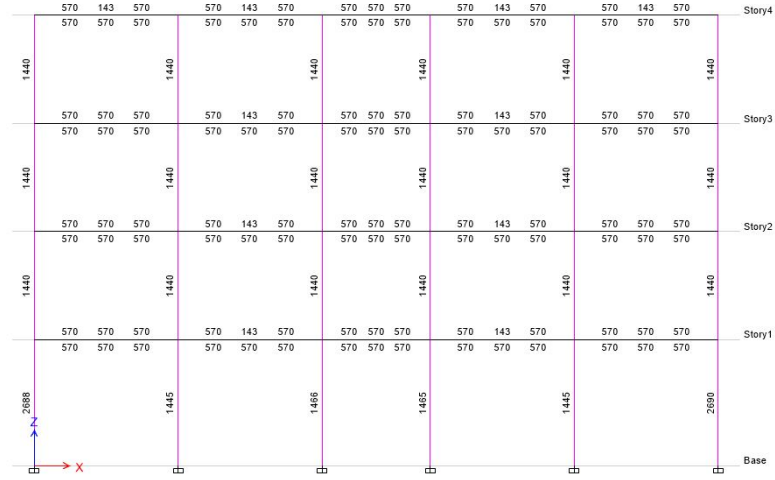 570 143 570 570 143 570 570 570 570 570 143 570 570 143 570 Story4
570 570 570 570 570 570 570 570 570 570 570 570 570 570 570
1440 1440 1440 1440 1440 1440
570 570 570 570 143 570 570 570 570 570 143 570 570 570 570 Story3
570 570 570 570 570 570 570 570 570 570 570 570 570 570 570
1440 1440 1440 1440 1440 1440
570 570 570 570 143 570 570 570 570 570 143 570 570 570 570 Story2
570 570 570 570 570 570 570 570 570 570 570 570 570 570 570
1440 1440 1440 1440 1440 1440
570 570 570 570 143 570 570 570 570 570 143 570 570 570 570 Story1
570 570 570 570 570 570 570 570 570 570 570 570 570 570 570
2688 1445 1466 1465 1445 2690
Z
X Base